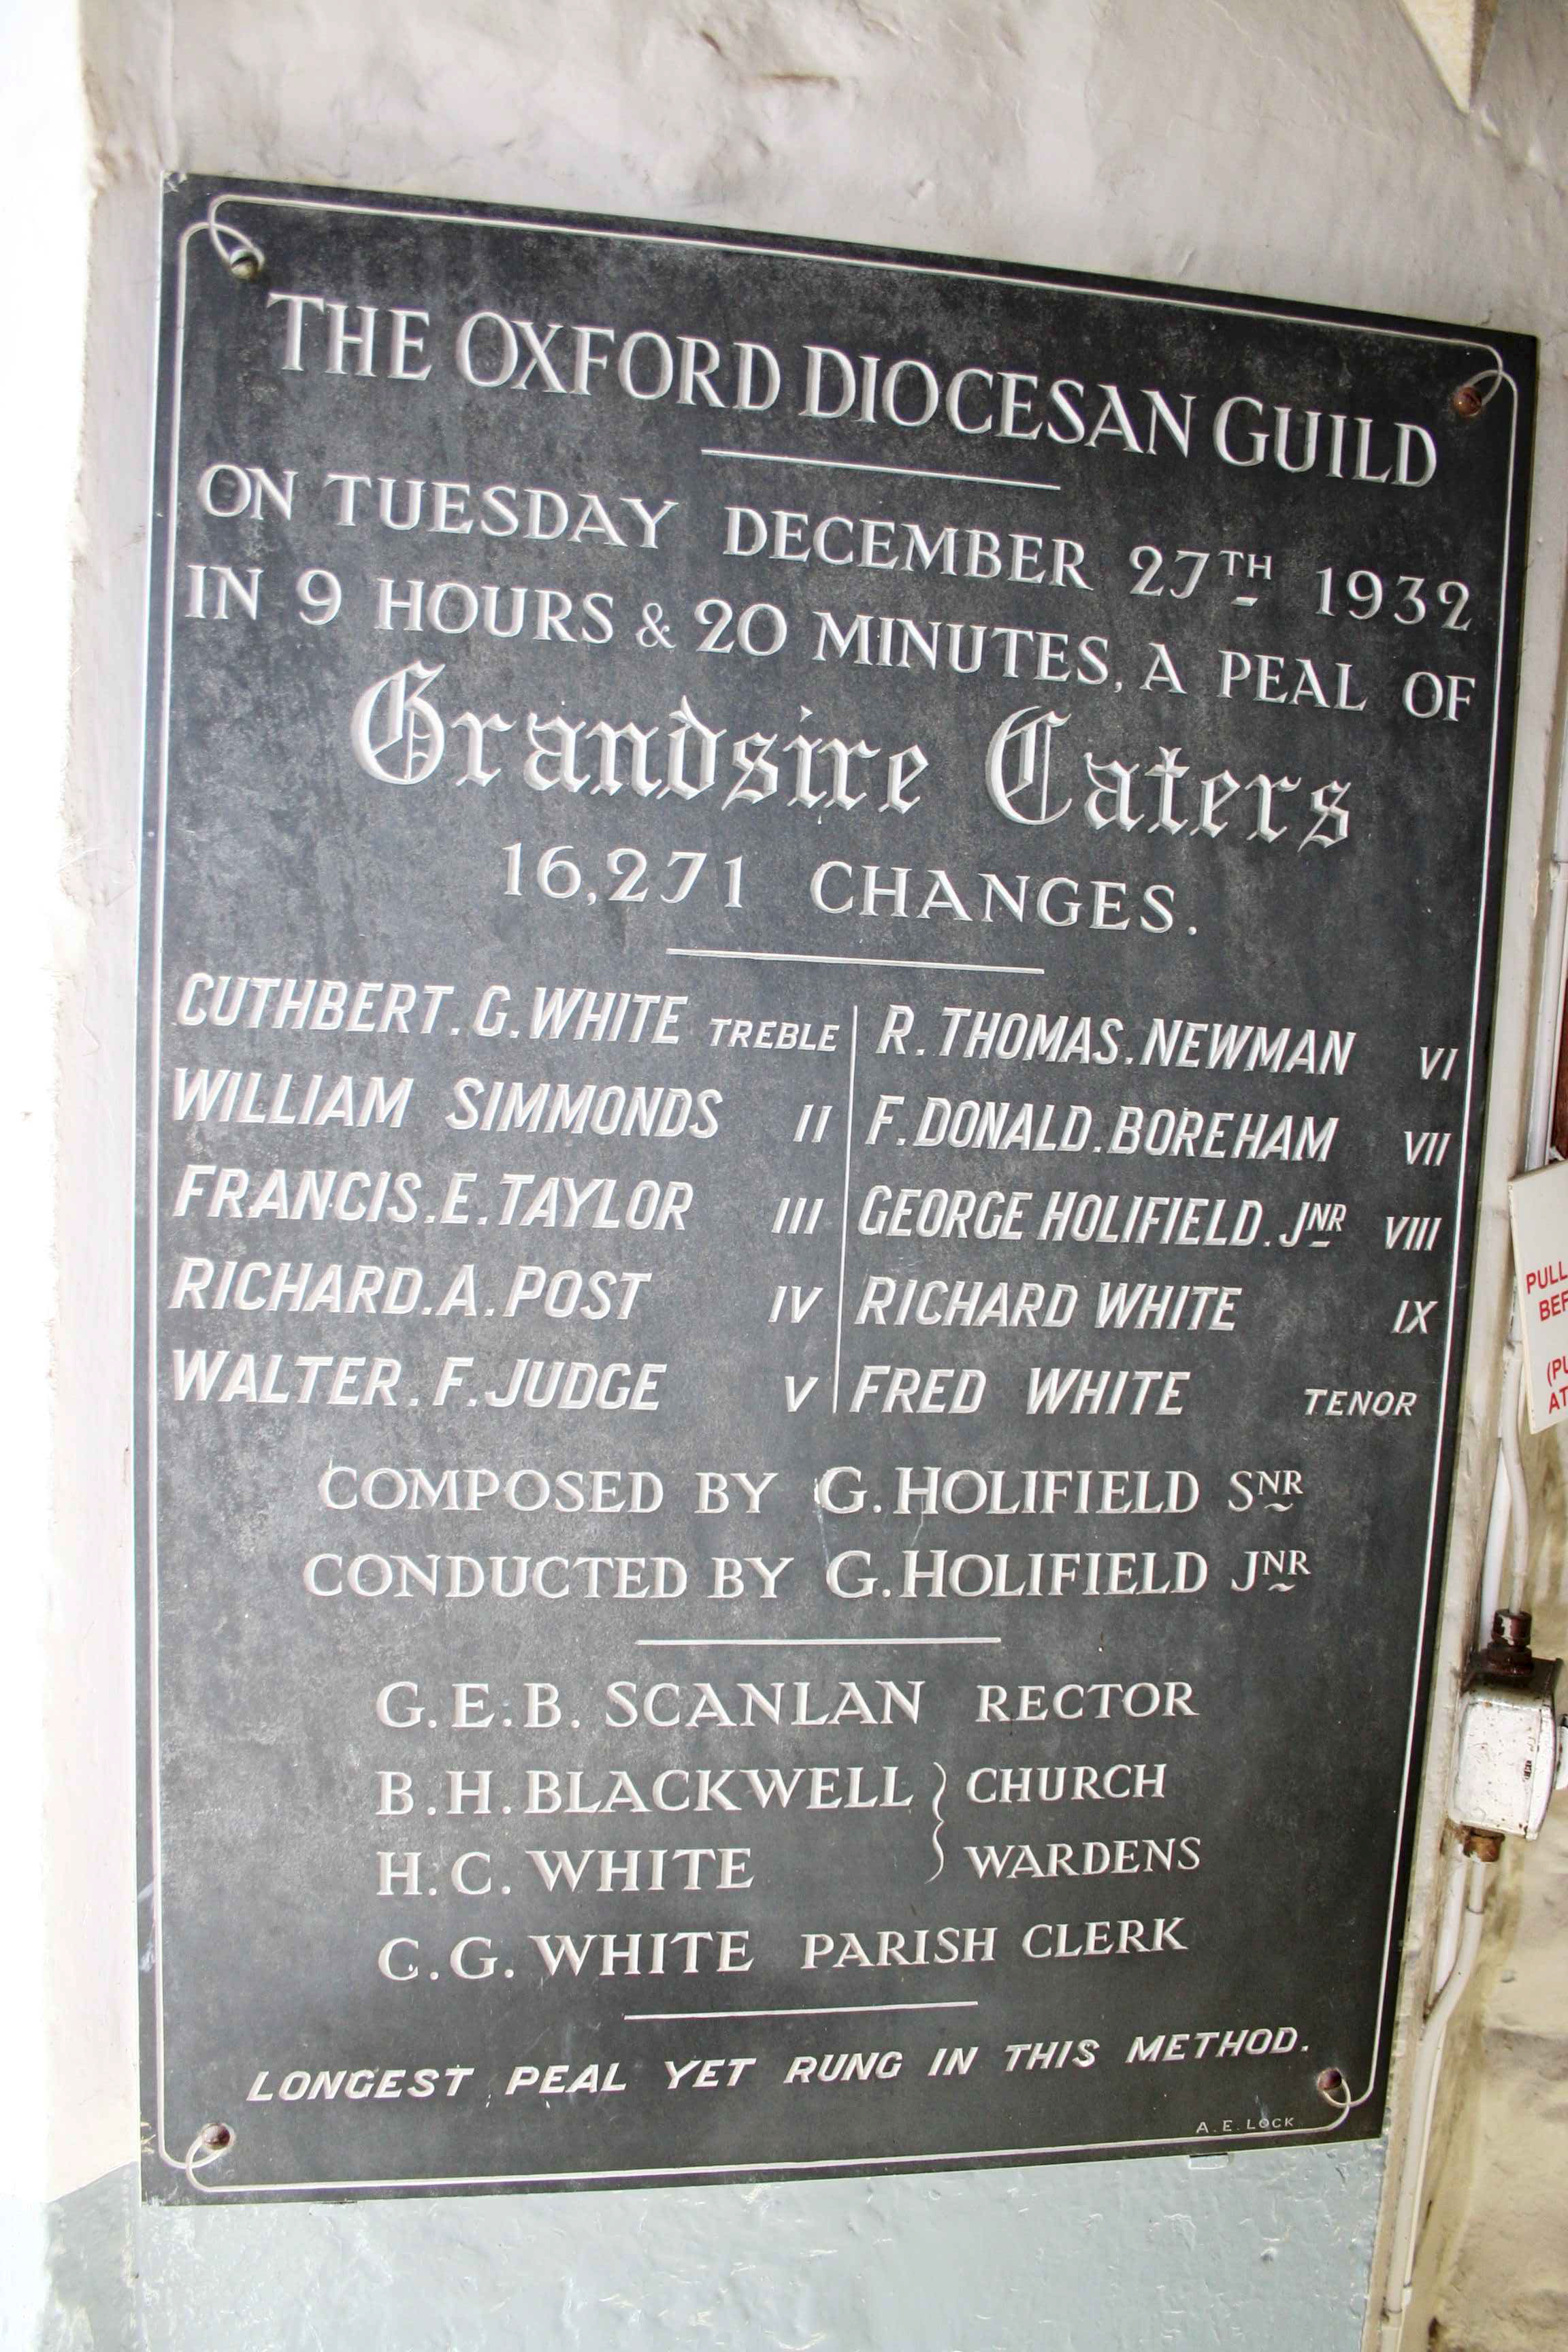 THE OXFORD DIOCESAN GUILD
ON TUESDAY DECEMBER 27TH 1932
IN 9 HOURS & 20 MINUTES, A PEAL OF
Grandsire Caters
16,271 CHANGES.
CUTHBERT. G. WHITE TREBLE
WILLIAM SIMMONDS II
FRANCIS. E. TAYLOR III
RICHARD. A. POST IV
WALTER. F. JUDGE V
R. THOMAS. NEWMAN VI
F. DONALD. BOREHAM VII
GEORGE HOLIFIELD. JNR VIII
RICHARD WHITE IX
FRED WHITE TENOR
COMPOSED BY G. HOLIFIELD SNR
CONDUCTED BY G. HOLIFIELD JNR
G. E. B. SCANLAN RECTOR
B. H. BLACKWELL } CHURCH
H. C. WHITE } WARDENS
C. G. WHITE PARISH CLERK
LONGEST PEAL YET RUNG IN THIS METHOD.
A. E. LOCK
PULL